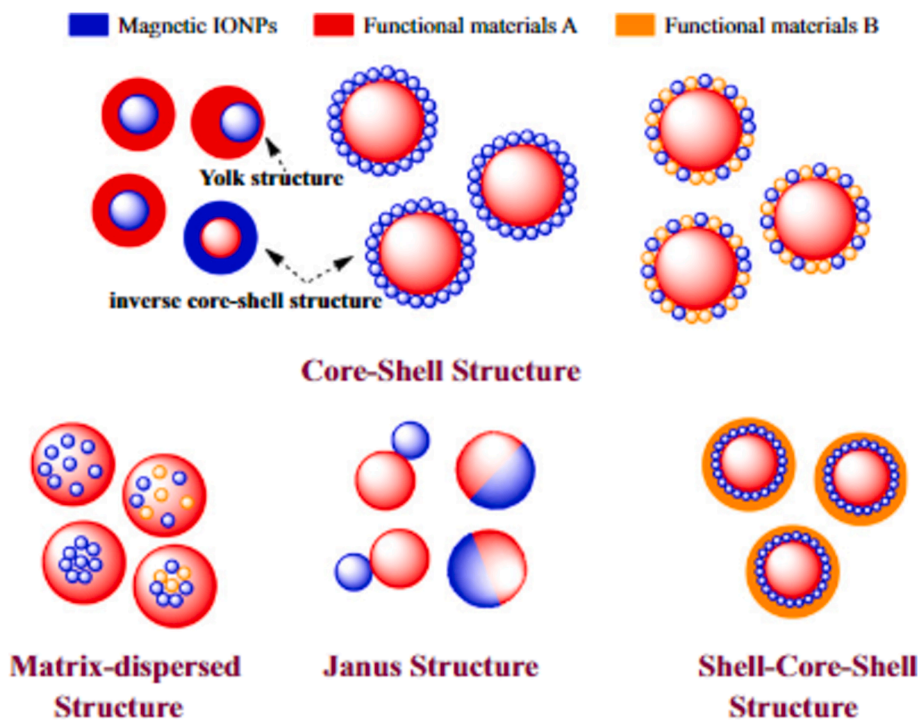 Magnetic IONPs
Functional materials A
Functional materials B
Yolk structure
inverse core-shell structure
Core-Shell Structure
Matrix-dispersed
Structure
Janus Structure
Shell-Core-Shell
Structure